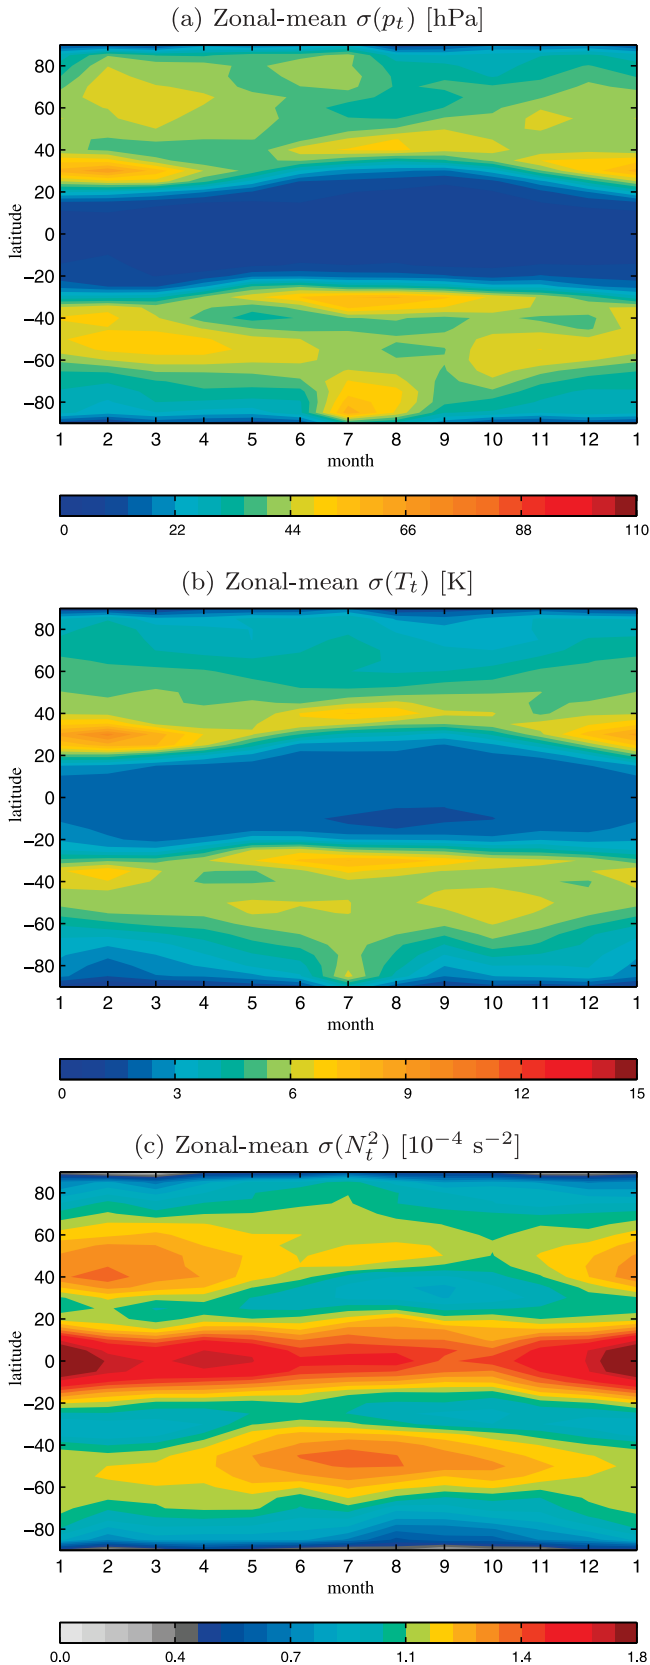 (a) Zonal-mean σ(p_t) [hPa]
80
60
40
20
0
−20
−40
−60
−80
latitude
1 2 3 4 5 6 7 8 9 10 11 12 1
month
0 22 44 66 88 110
(b) Zonal-mean σ(T_t) [K]
80
60
40
20
0
−20
−40
−60
−80
latitude
1 2 3 4 5 6 7 8 9 10 11 12 1
month
0 3 6 9 12 15
(c) Zonal-mean σ(N_t^2) [10^−4 s^−2]
80
60
40
20
0
−20
−40
−60
−80
latitude
1 2 3 4 5 6 7 8 9 10 11 12 1
month
0.0 0.4 0.7 1.1 1.4 1.8